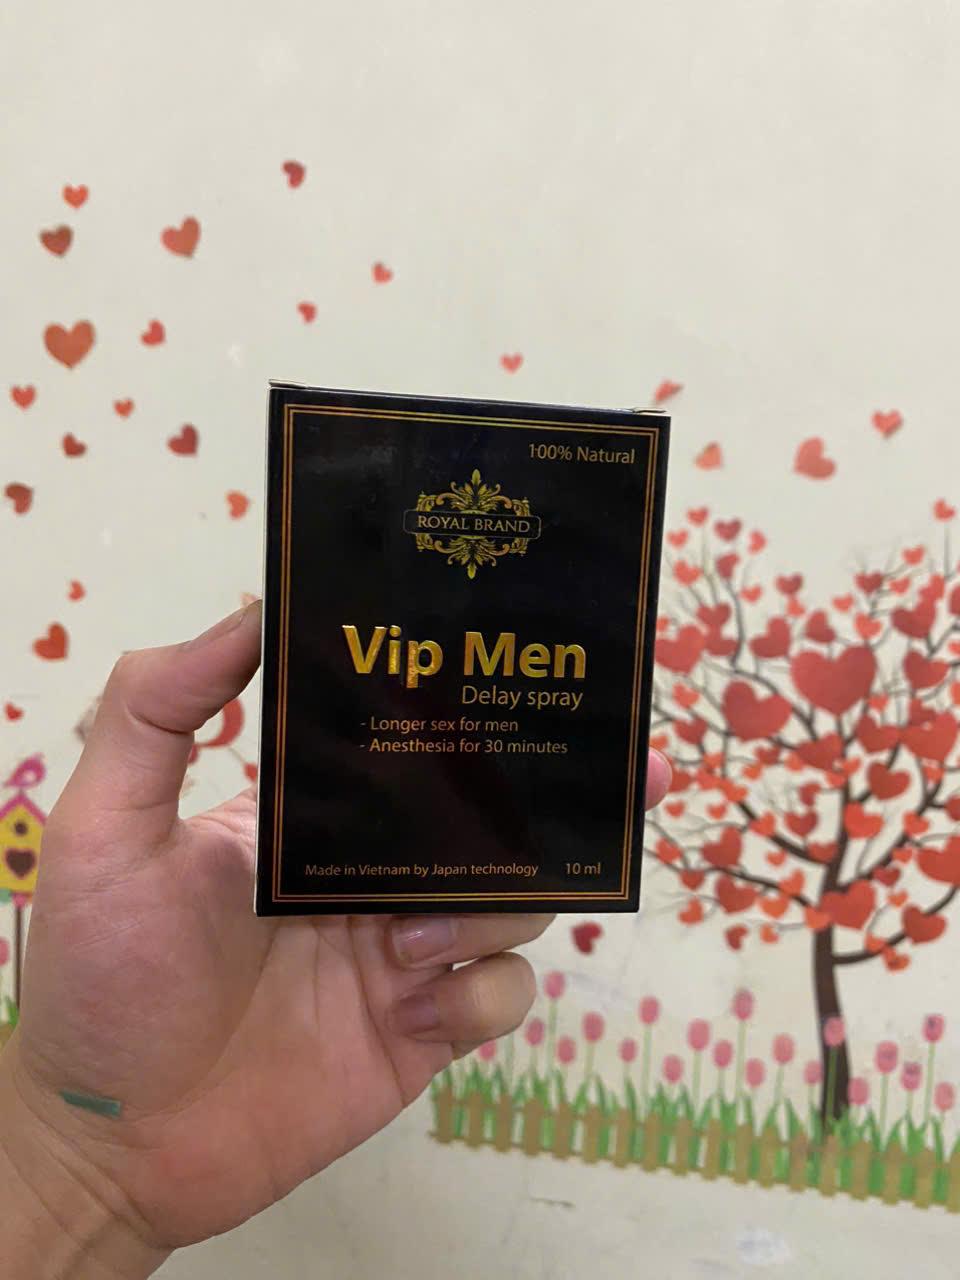 100% Natural
ROYAL BRAND
Vip Men
Delay spray
- Longer sex for men
- Anesthesia for 30 minutes
Made in Vietnam by Japan technology 10 ml